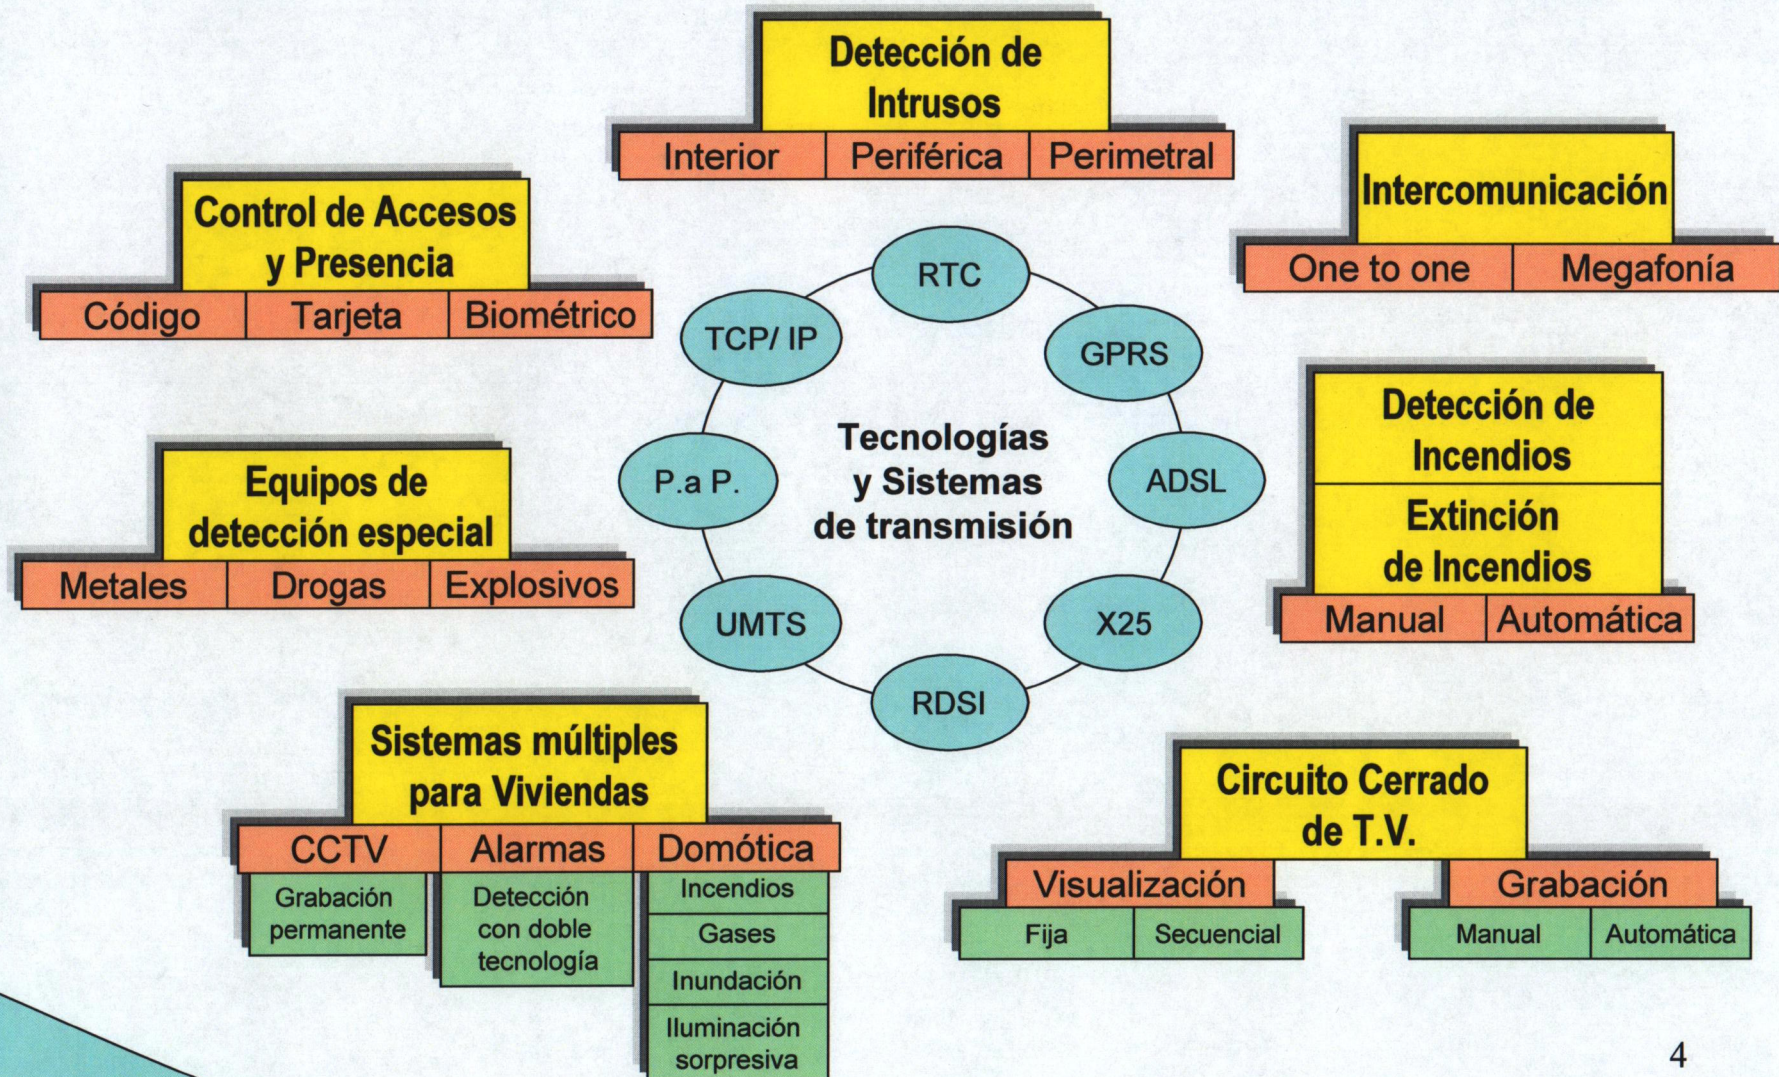 Detección de
Intrusos
Interior Periférica Perimetral
Control de Accesos
y Presencia
Código Tarjeta Biométrico
Intercomunicación
One to one Megafonía
RTC
TCP/ IP
GPRS
P.a P.
Tecnologías
y Sistemas
de transmisión
ADSL
UMTS
X25
RDSI
Equipos de
detección especial
Metales Drogas Explosivos
Detección de
Incendios
Extinción
de Incendios
Manual Automática
Sistemas múltiples
para Viviendas
CCTV Alarmas Domótica
Grabación
permanente
Detección
con doble
tecnología
Incendios
Gases
Inundación
Iluminación
sorpresiva
Circuito Cerrado
de T.V.
Visualización Grabación
Fija Secuencial Manual Automática
4